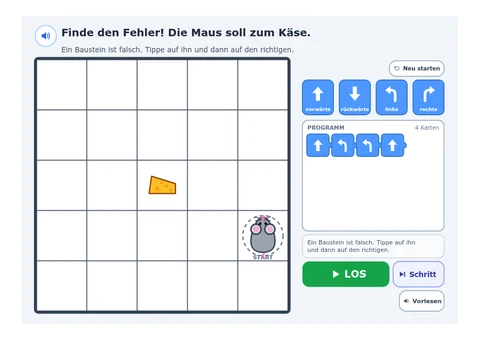 Finde den Fehler! Die Maus soll zum Käse.
Ein Baustein ist falsch. Tippe auf ihn und dann auf den richtigen.
Neu starten
vorwärts
rückwärts
links
rechts
PROGRAMM
4 Karten
START
Ein Baustein ist falsch. Tippe auf ihn
und dann auf den richtigen.
LOS
Schritt
Vorlesen